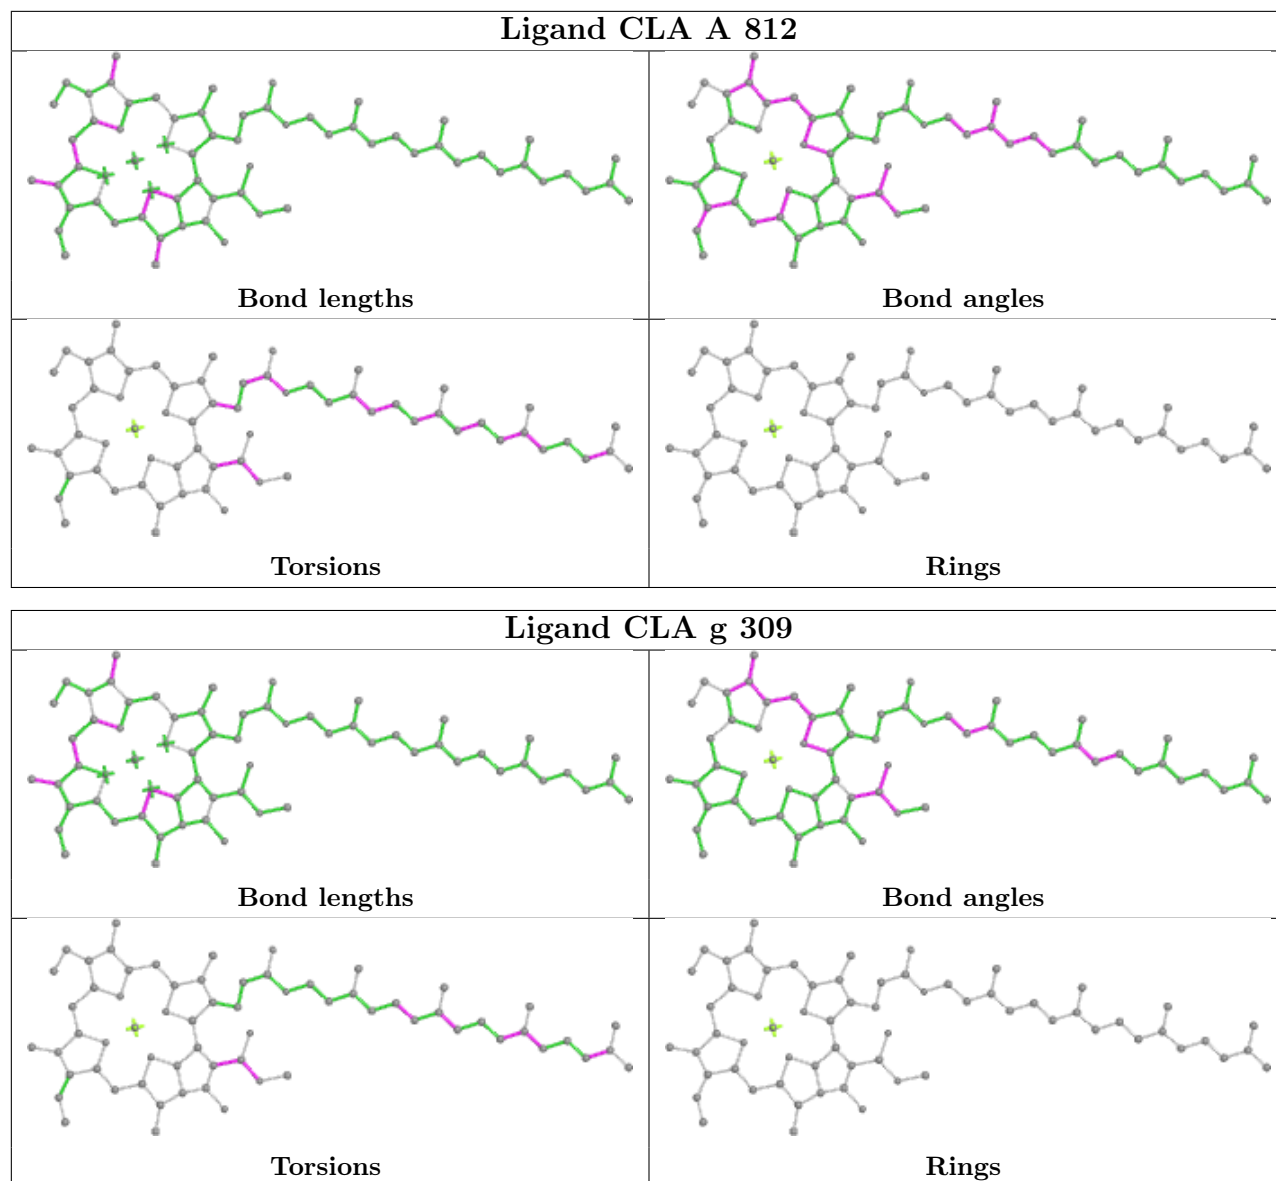 Ligand CLA A 812
Bond lengths
Bond angles
Torsions
Rings
Ligand CLA g 309
Bond lengths
Bond angles
Torsions
Rings